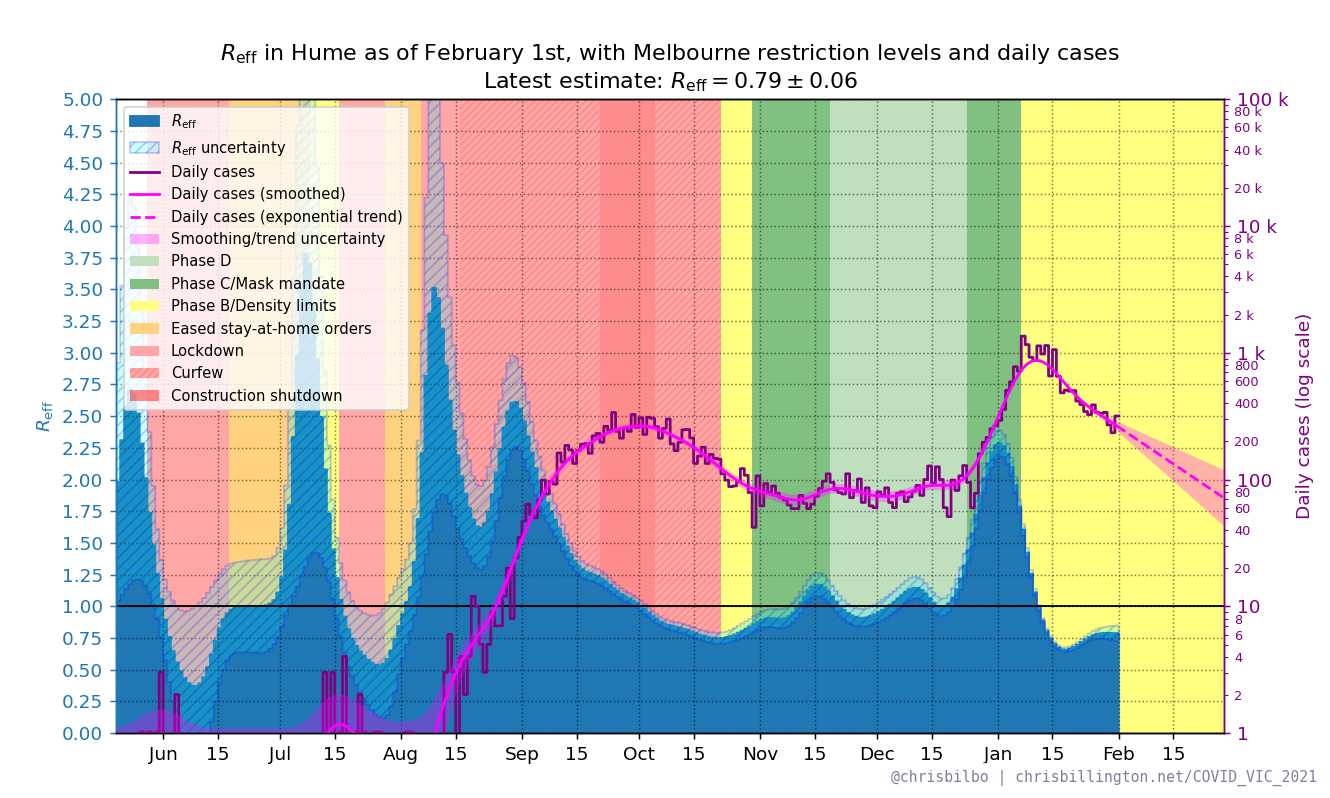 R_eff in Hume as of February 1st, with Melbourne restriction levels and daily cases
Latest estimate: R_eff = 0.79 ± 0.06
R_eff
R_eff uncertainty
Daily cases
Daily cases (smoothed)
Daily cases (exponential trend)
Smoothing/trend uncertainty
Phase D
Phase C/Mask mandate
Phase B/Density limits
Eased stay-at-home orders
Lockdown
Curfew
Construction shutdown
R_eff
5.00
4.75
4.50
4.25
4.00
3.75
3.50
3.25
3.00
2.75
2.50
2.25
2.00
1.75
1.50
1.25
1.00
0.75
0.50
0.25
0.00
Jun 15 Jul 15 Aug 15 Sep 15 Oct 15 Nov 15 Dec 15 Jan 15 Feb 15
100 k
80 k
60 k
40 k
20 k
10 k
8 k
6 k
4 k
2 k
1 k
800
600
400
200
100
80
60
40
20
10
8
6
4
2
1
Daily cases (log scale)
@chrisbilbo | chrisbillington.net/COVID_VIC_2021